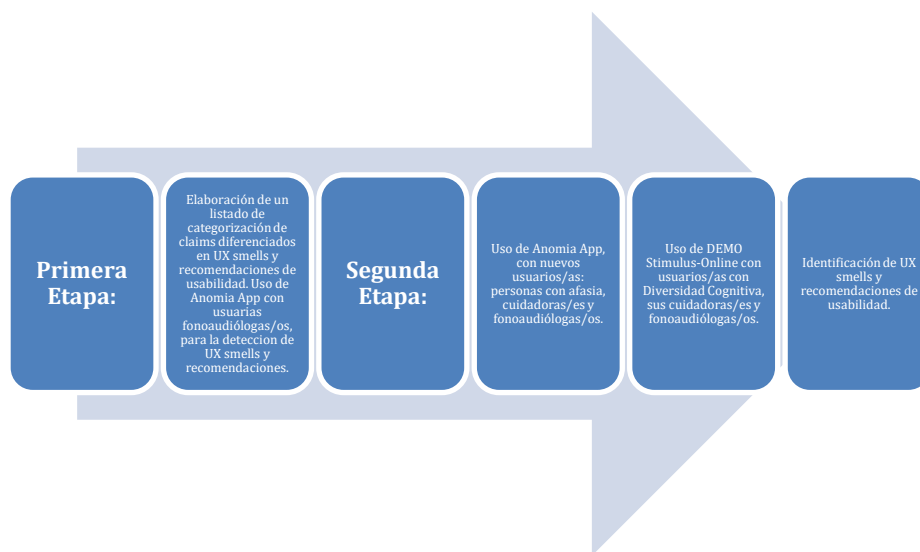 Primera
Etapa:
Elaboración de un
listado de
categorización de
claims diferenciados
en UX smells y
recomendaciones de
usabilidad. Uso de
Anomia App con
usuarias
fonoaudiólogas/os,
para la deteccion de
UX smells y
recomendaciones.
Segunda
Etapa:
Uso de Anomia App,
con nuevos
usuarios/as:
personas con afasia,
cuidadoras/es y
fonoaudiólogas/os.
Uso de DEMO
Stimulus-Online con
usuarios/as con
Diversidad Cognitiva,
sus cuidadoras/es y
fonoaudiólogas/os.
Identificación de UX
smells y
recomendaciones de
usabilidad.